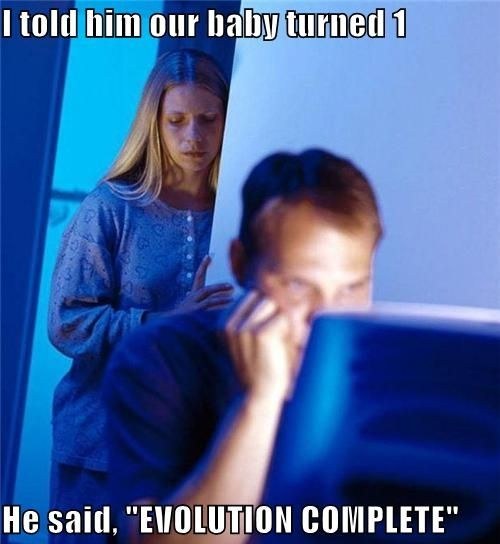 I told him our baby turned 1
He said, "EVOLUTION COMPLETE"